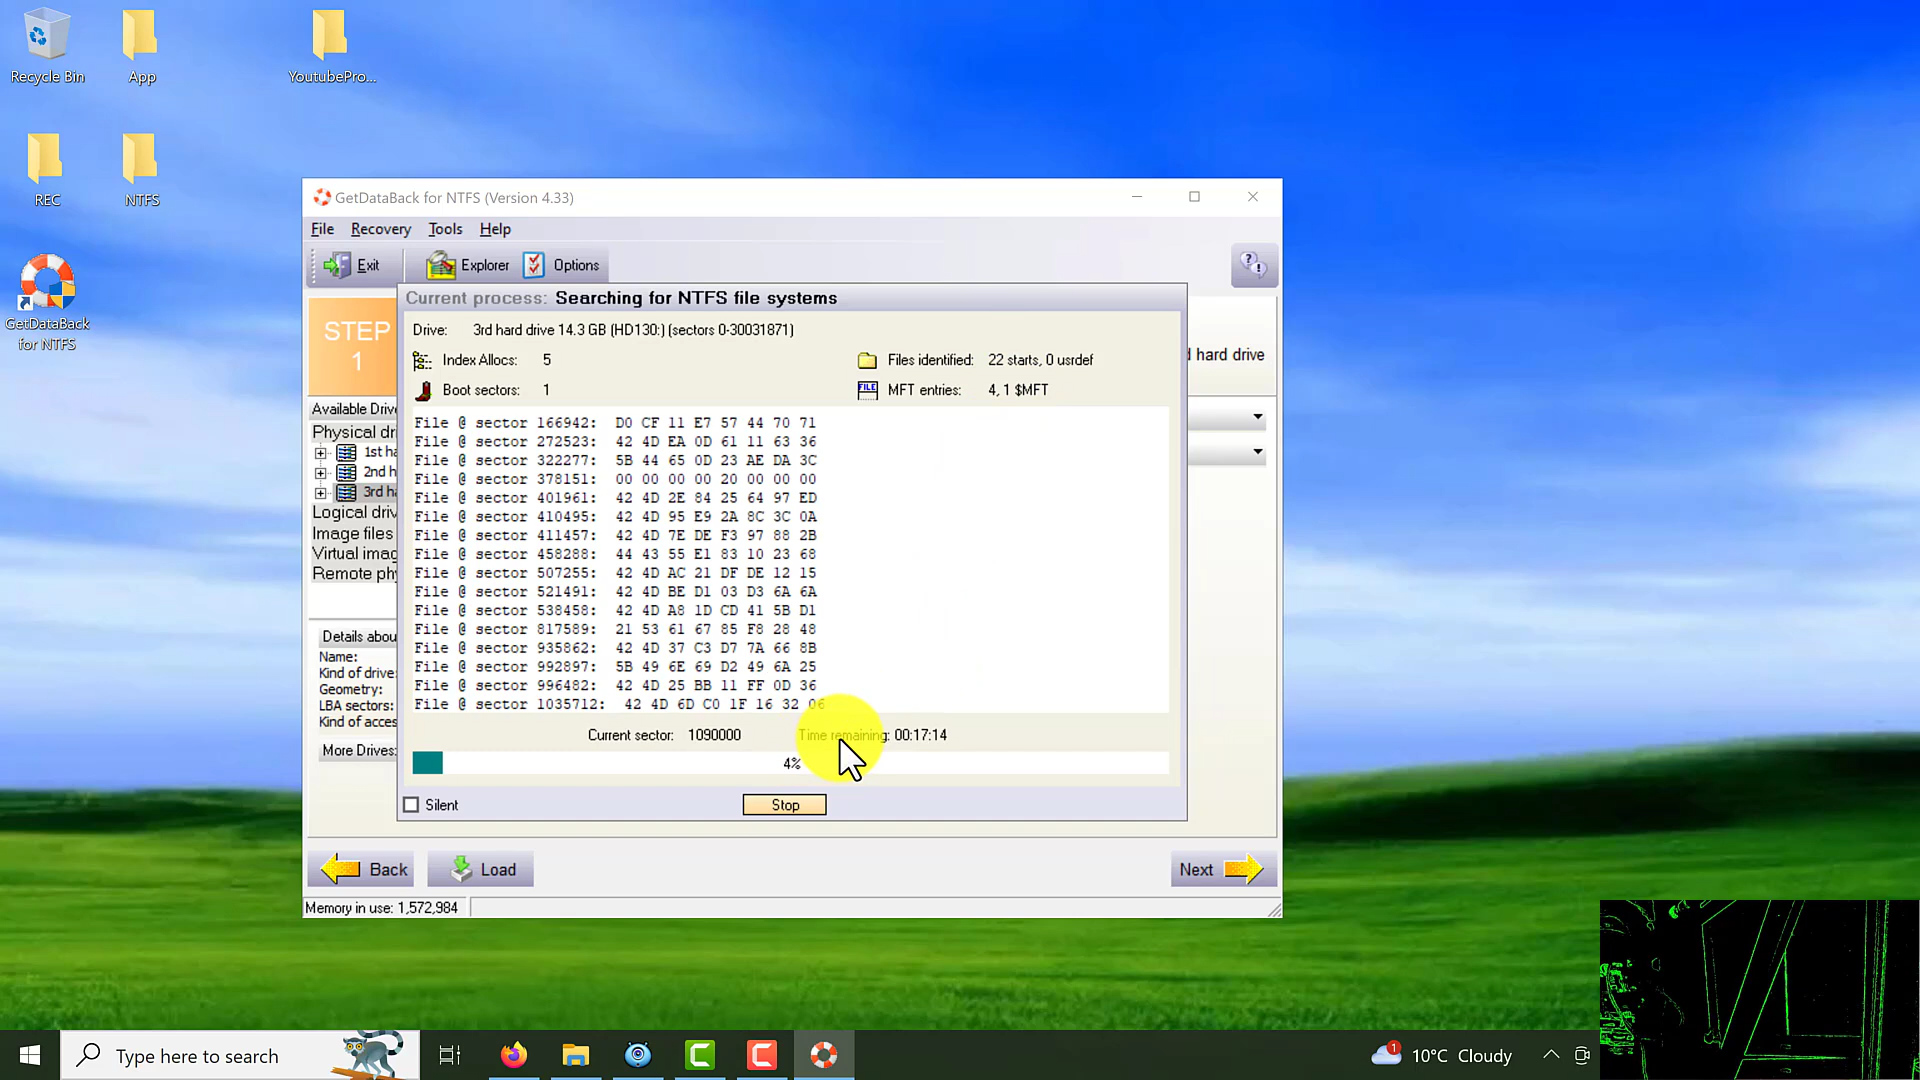 Recycle Bin
App
YoutubePro...
REC
NTFS
GetDataBack
for NTFS
GetDataBack for NTFS (Version 4.33)
File Recovery Tools Help
Exit Explorer Options
STEP
1
Current process: Searching for NTFS file systems
Drive: 3rd hard drive 14.3 GB (HD130:) (sectors 0-30031871)
Index Allocs: 5 Files identified: 22 starts, 0 usrdef
Boot sectors: 1 MFT entries: 4, 1 $MFT
d hard drive
File @ sector 166942: D0 CF 11 E7 57 44 70 71
File @ sector 272523: 42 4D EA 0D 61 11 63 36
File @ sector 322277: 5B 44 65 0D 23 AE DA 3C
File @ sector 378151: 00 00 00 00 20 00 00 00
File @ sector 401961: 42 4D 2E 84 25 64 97 ED
File @ sector 410495: 42 4D 95 E9 2A 8C 3C 0A
File @ sector 411457: 42 4D 7E DE F3 97 88 2B
File @ sector 458288: 44 43 55 E1 83 10 23 68
File @ sector 507255: 42 4D AC 21 DF DE 12 15
File @ sector 521491: 42 4D BE D1 03 D3 6A 6A
File @ sector 538458: 42 4D A8 1D CD 41 5B D1
File @ sector 817589: 21 53 61 67 85 F8 28 48
File @ sector 935862: 42 4D 37 C3 D7 7A 66 8B
File @ sector 992897: 5B 49 6E 69 D2 49 6A 25
File @ sector 996482: 42 4D 25 BB 11 FF 0D 36
File @ sector 1035712: 42 4D 6D C0 1F 16 32 06
Current sector: 1090000 Time remaining: 00:17:14
4%
Silent Stop
Available Driv
Physical dri
1st ha
2nd h
3rd ha
Logical driv
Image files
Virtual imag
Remote phy
Details abou
Name:
Kind of drive:
Geometry:
LBA sectors:
Kind of acces
More Drives:
Back Load Next
Memory in use: 1,572,984
Type here to search
1
10°C Cloudy